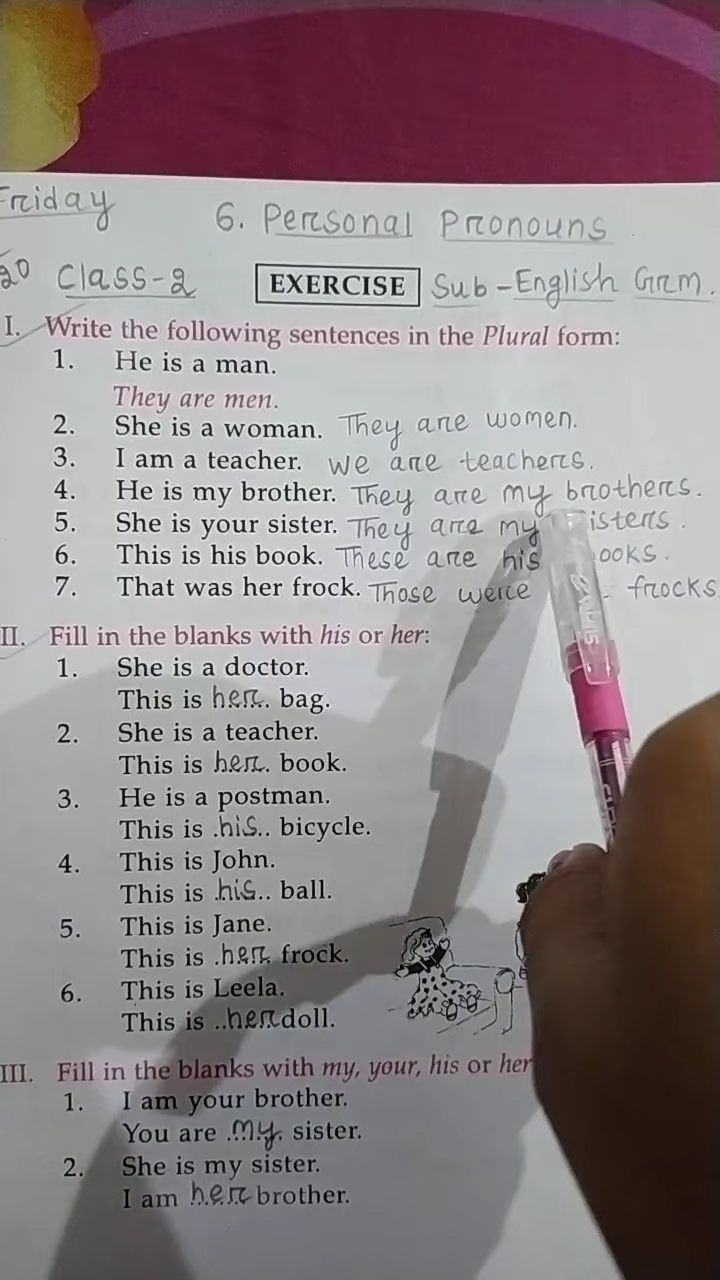 Friday 6. Personal Pronouns
Class-2 EXERCISE Sub-English Grm.
I. Write the following sentences in the Plural form:
1. He is a man.
They are men.
2. She is a woman. They are women.
3. I am a teacher. we are teachers.
4. He is my brother. They are my brothers.
5. She is your sister. They are my isters.
6. This is his book. These are his ooks.
7. That was her frock. Those were frocks
II. Fill in the blanks with his or her:
1. She is a doctor.
This is her. bag.
2. She is a teacher.
This is her. book.
3. He is a postman.
This is .his.. bicycle.
4. This is John.
This is .his.. ball.
5. This is Jane.
This is .her. frock.
6. This is Leela.
This is ..her doll.
III. Fill in the blanks with my, your, his or her
1. I am your brother.
You are .my. sister.
2. She is my sister.
I am her brother.